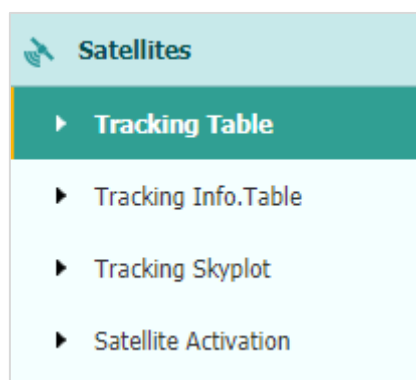 Satellites
Tracking Table
Tracking Info.Table
Tracking Skyplot
Satellite Activation